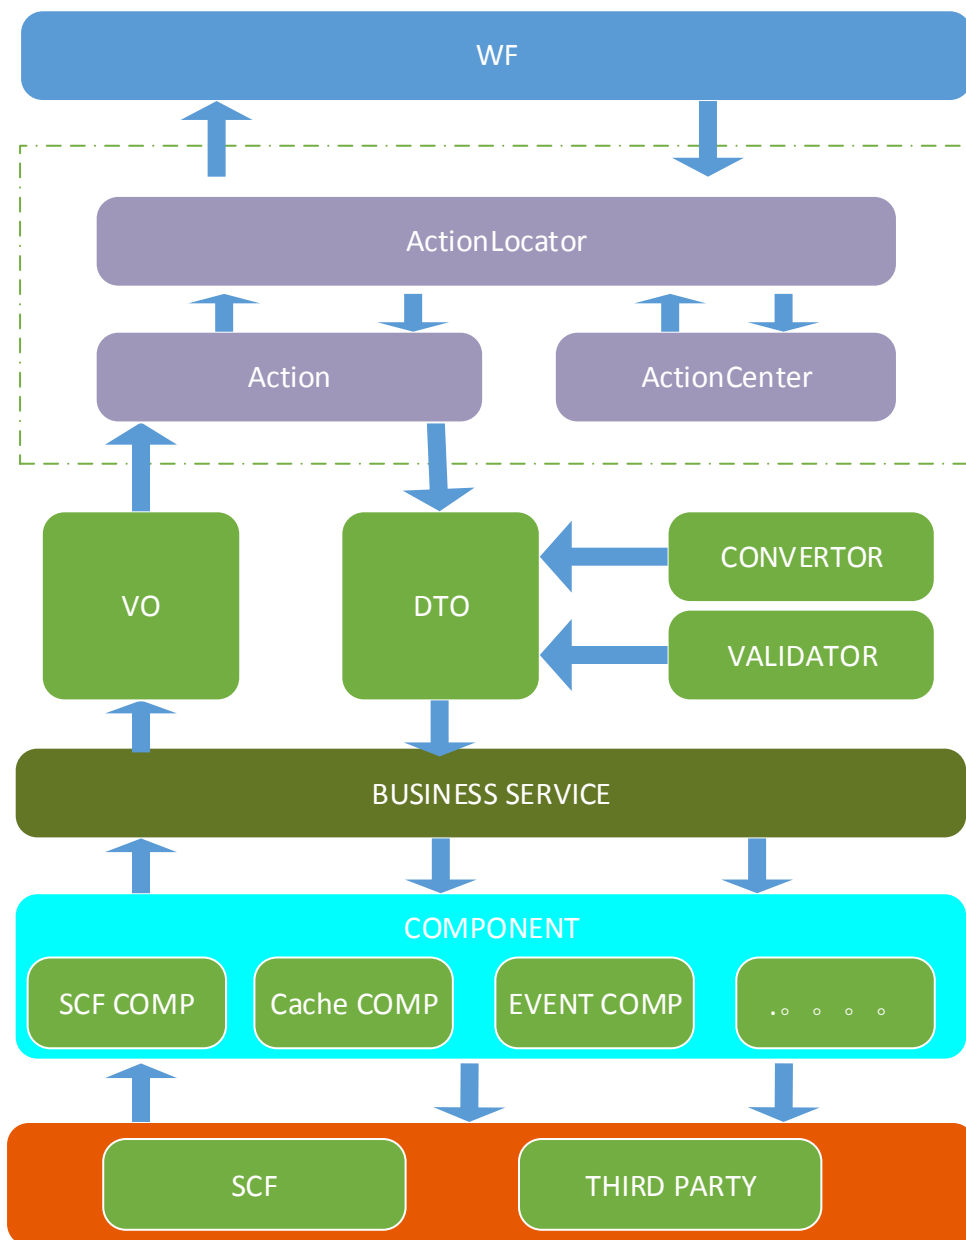 WF
ActionLocator
Action
ActionCenter
VO
DTO
CONVERTOR
VALIDATOR
BUSINESS SERVICE
COMPONENT
SCF COMP
Cache COMP
EVENT COMP
.。。。。
SCF
THIRD PARTY